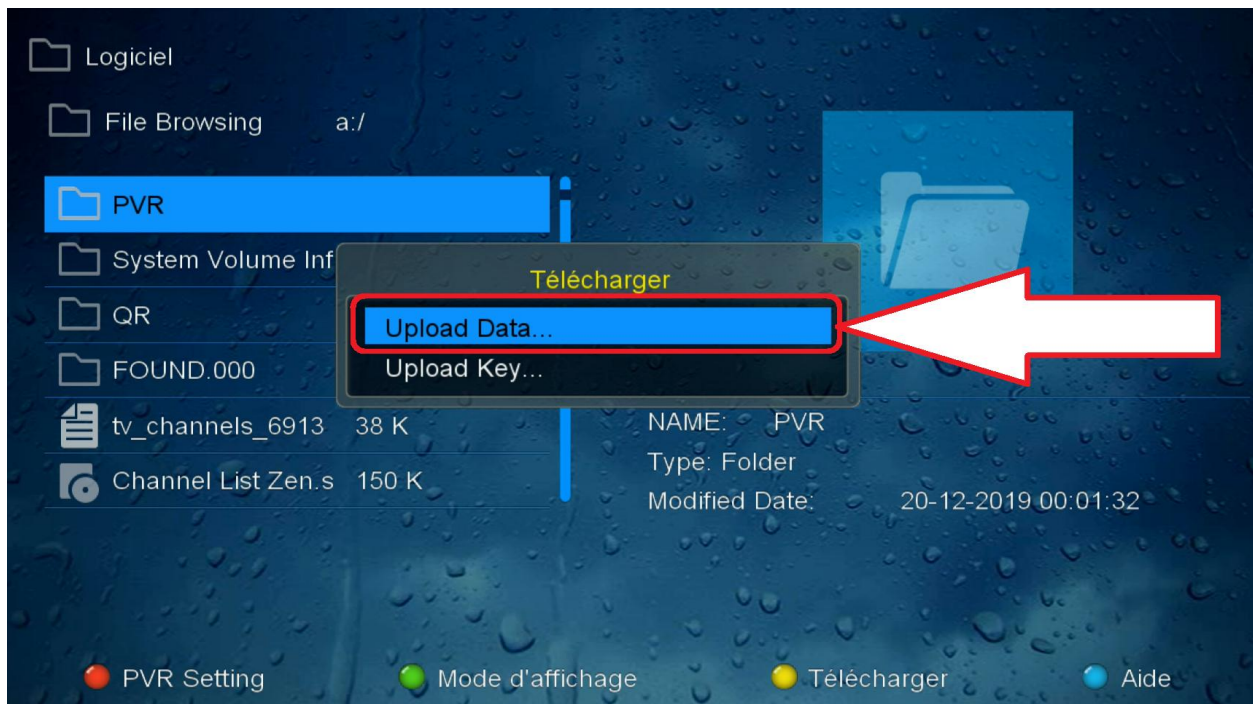 Logiciel
File Browsing a:/
PVR
System Volume Inf
QR
FOUND.000
tv_channels_6913 38 K
Channel List Zen.s 150 K
Télécharger
Upload Data...
Upload Key...
NAME: PVR
Type: Folder
Modified Date: 20-12-2019 00:01:32
PVR Setting Mode d'affichage Télécharger Aide